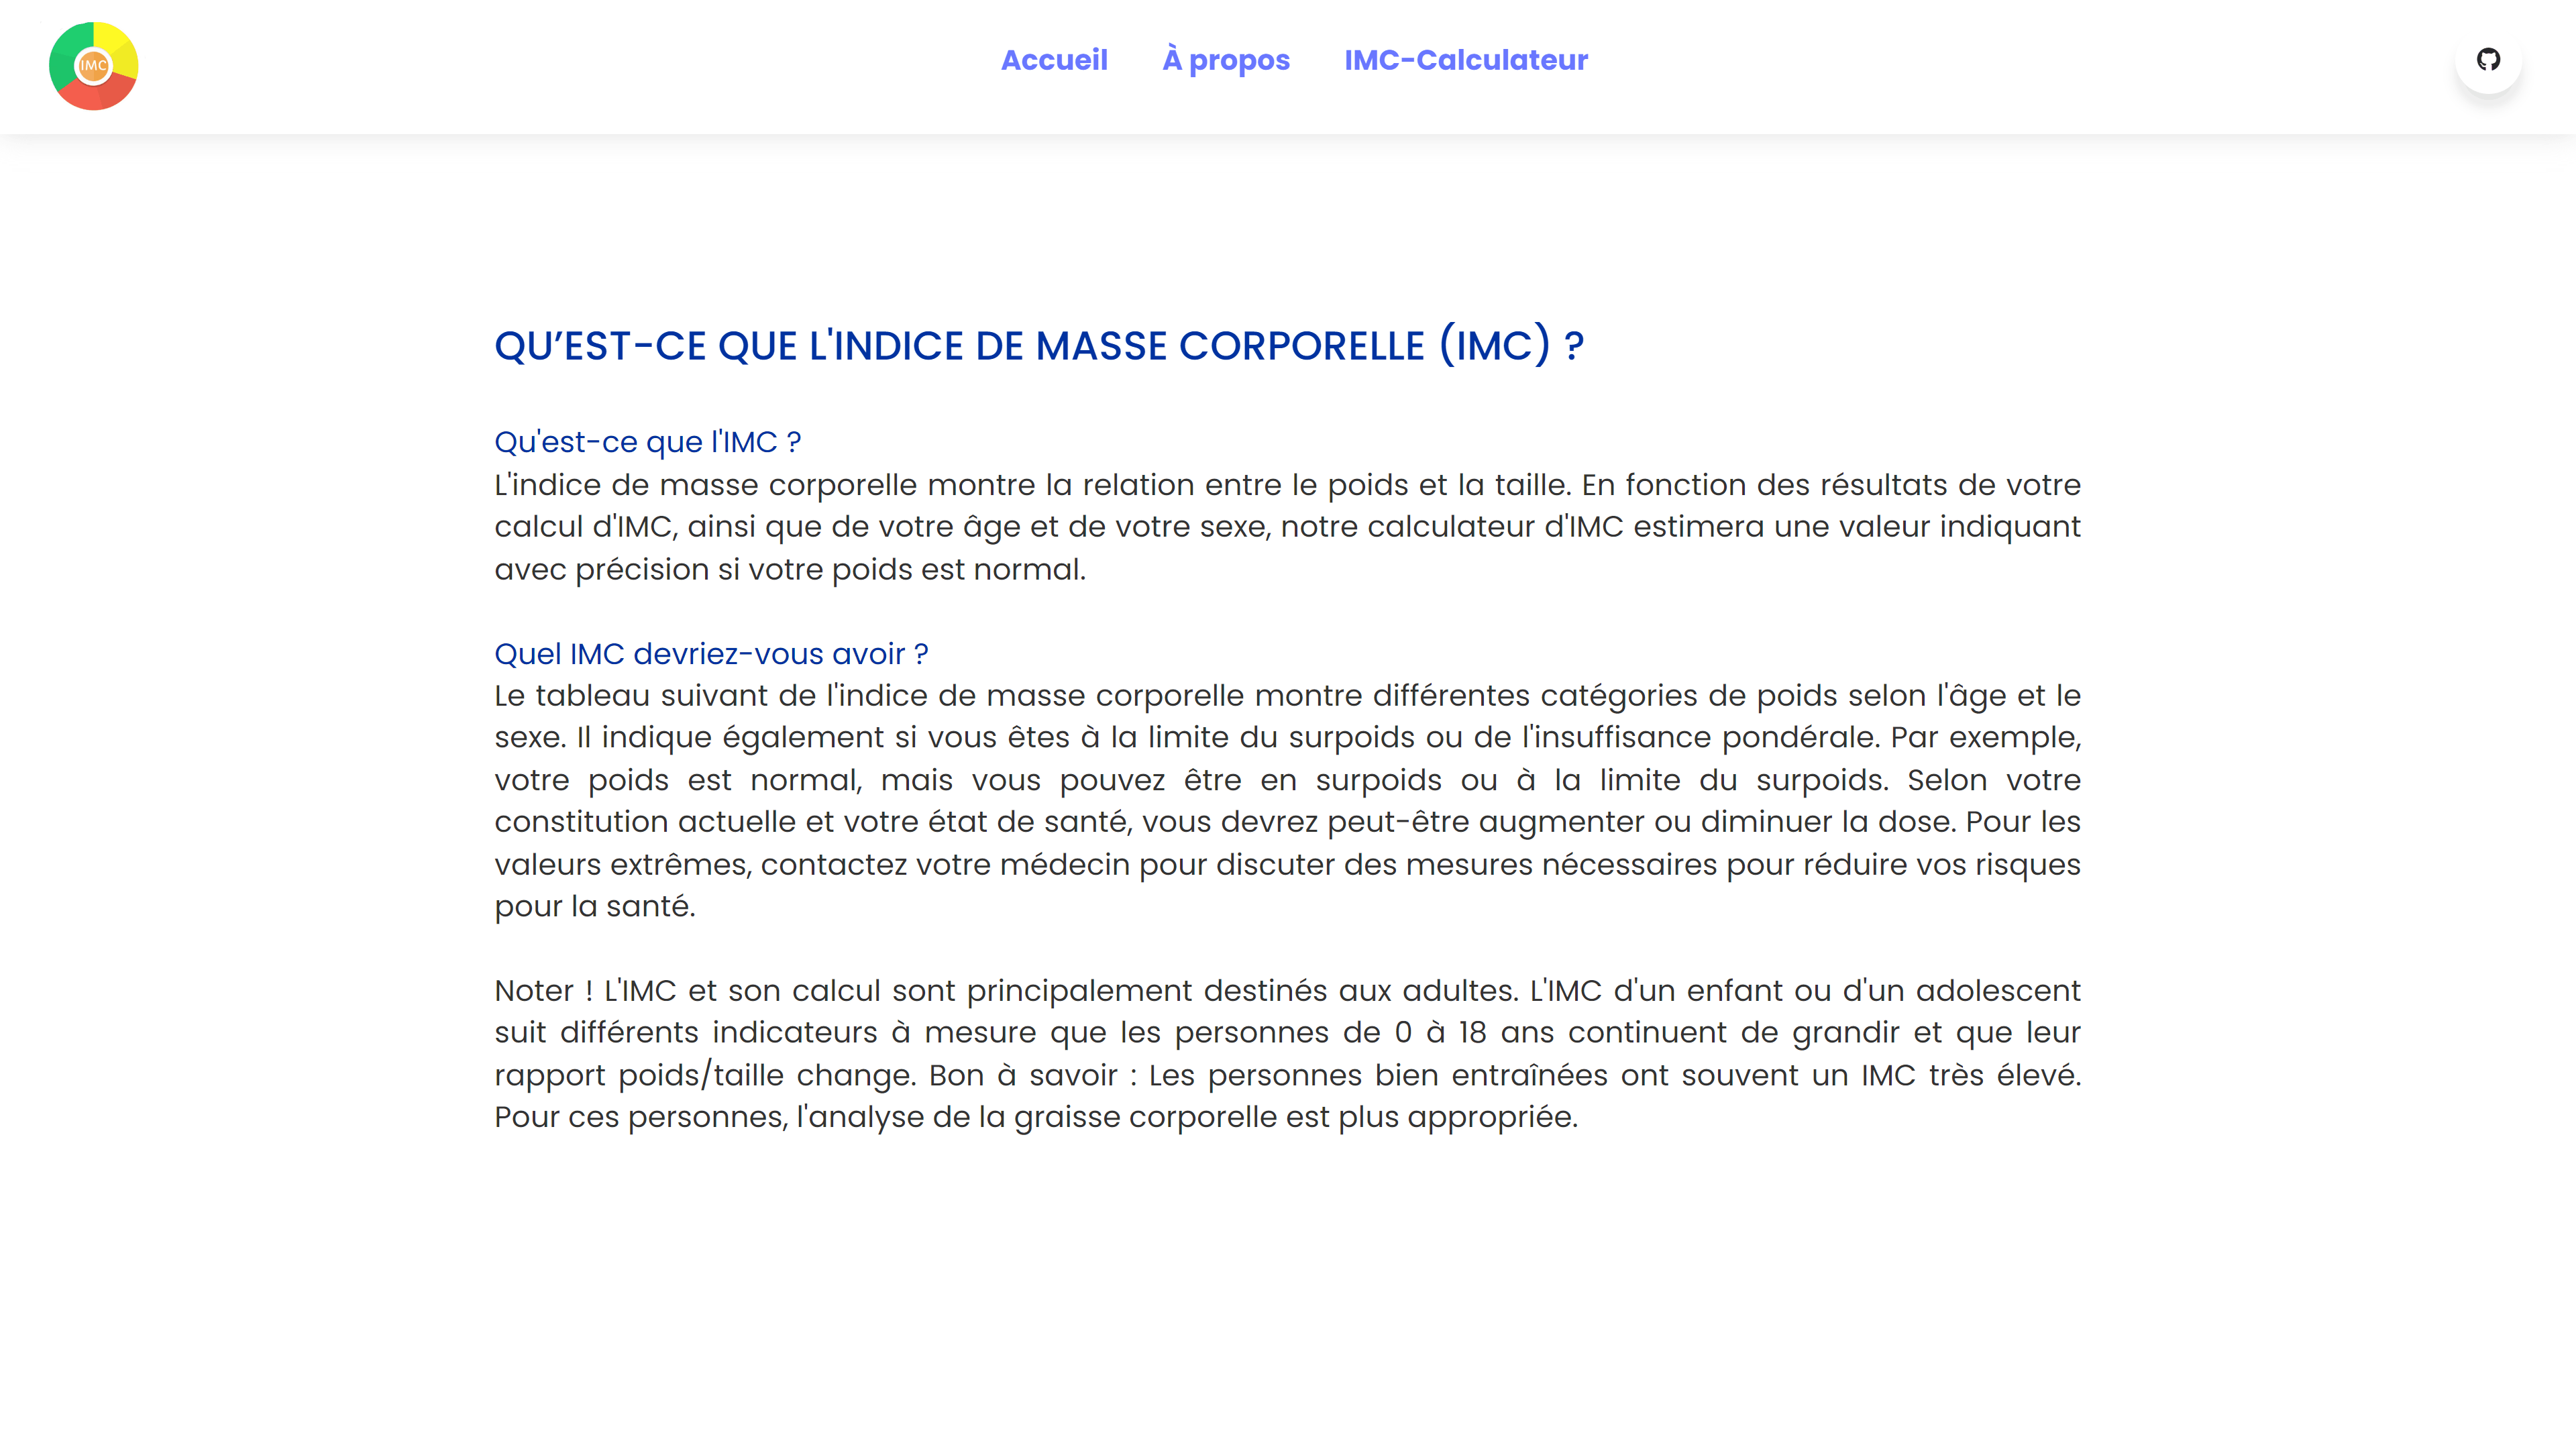 IMC
Accueil
À propos
IMC-Calculateur
QU’EST-CE QUE L'INDICE DE MASSE CORPORELLE (IMC) ?
Qu'est-ce que l'IMC ?
L'indice de masse corporelle montre la relation entre le poids et la taille. En fonction des résultats de votre
calcul d'IMC, ainsi que de votre âge et de votre sexe, notre calculateur d'IMC estimera une valeur indiquant
avec précision si votre poids est normal.
Quel IMC devriez-vous avoir ?
Le tableau suivant de l'indice de masse corporelle montre différentes catégories de poids selon l'âge et le
sexe. Il indique également si vous êtes à la limite du surpoids ou de l'insuffisance pondérale. Par exemple,
votre poids est normal, mais vous pouvez être en surpoids ou à la limite du surpoids. Selon votre
constitution actuelle et votre état de santé, vous devrez peut-être augmenter ou diminuer la dose. Pour les
valeurs extrêmes, contactez votre médecin pour discuter des mesures nécessaires pour réduire vos risques
pour la santé.
Noter ! L'IMC et son calcul sont principalement destinés aux adultes. L'IMC d'un enfant ou d'un adolescent
suit différents indicateurs à mesure que les personnes de 0 à 18 ans continuent de grandir et que leur
rapport poids/taille change. Bon à savoir : Les personnes bien entraînées ont souvent un IMC très élevé.
Pour ces personnes, l'analyse de la graisse corporelle est plus appropriée.